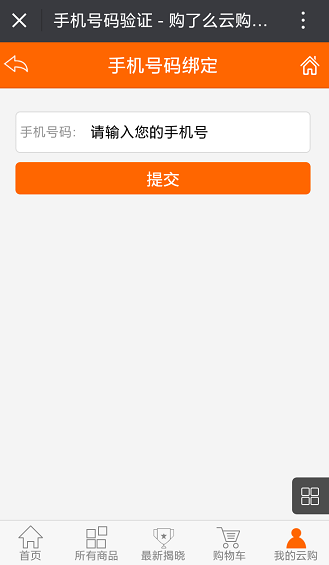 手机号码验证 - 购了么云购...
手机号码绑定
手机号码： 请输入您的手机号
提交
首页 所有商品 最新揭晓 购物车 我的云购